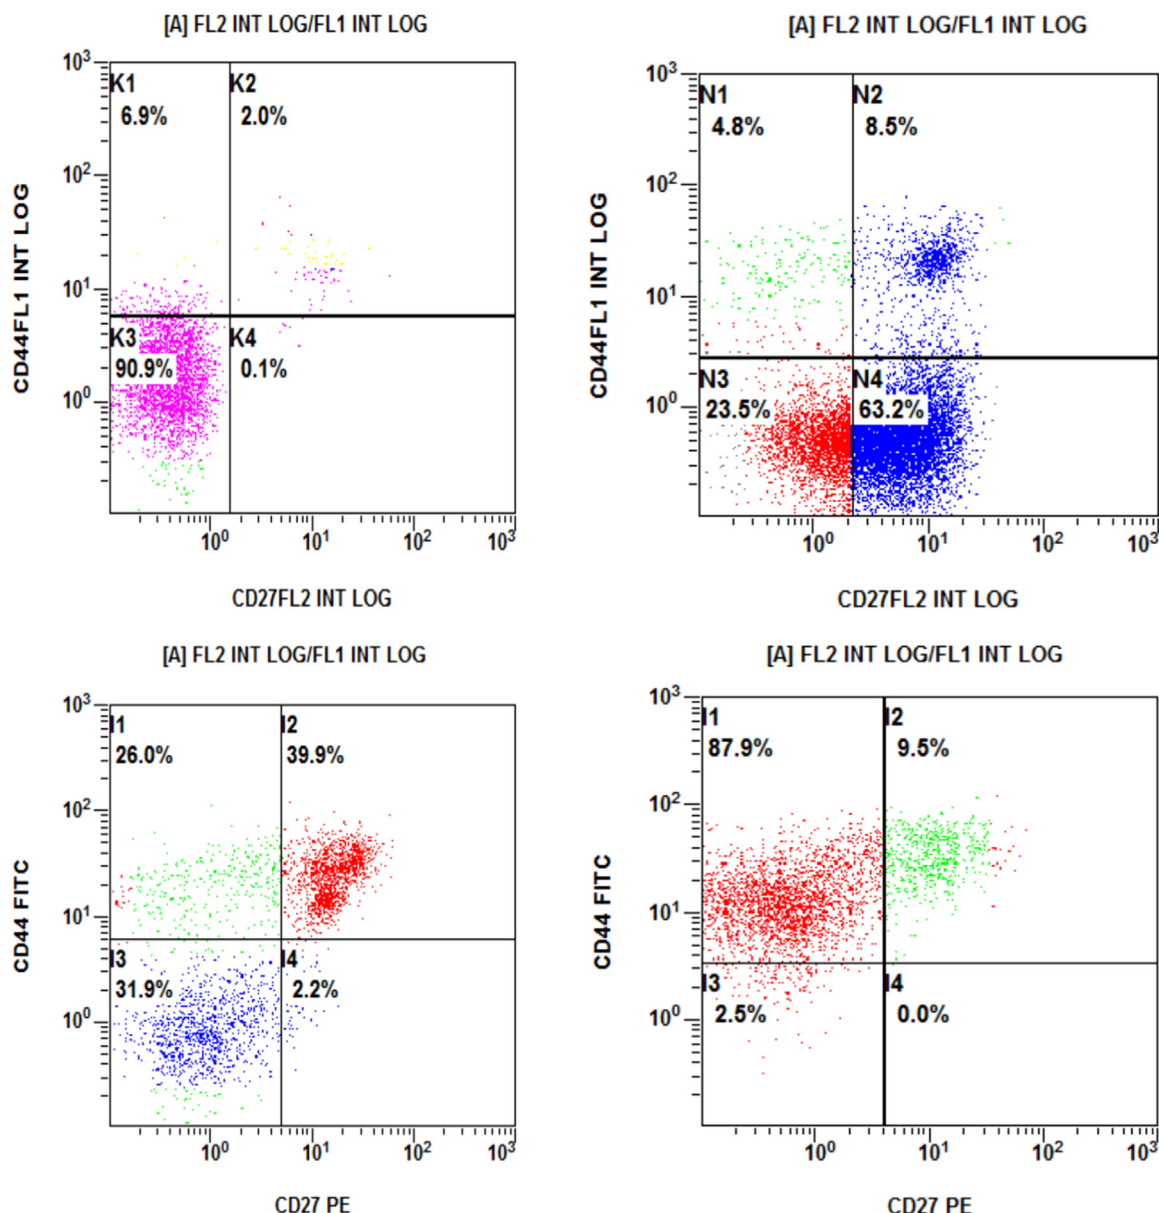 [A] FL2 INT LOG/FL1 INT LOG
10³
K1
K2
6.9%
2.0%
10²
10¹
K3
K4
90.9%
0.1%
10⁰
10⁰
10¹
10²
10³
CD44FL1 INT LOG
CD27FL2 INT LOG
[A] FL2 INT LOG/FL1 INT LOG
10³
N1
N2
4.8%
8.5%
10²
10¹
N3
N4
23.5%
63.2%
10⁰
10⁰
10¹
10²
10³
CD44FL1 INT LOG
CD27FL2 INT LOG
[A] FL2 INT LOG/FL1 INT LOG
10³
I1
I2
26.0%
39.9%
10²
10¹
I3
I4
31.9%
2.2%
10⁰
10⁰
10¹
10²
10³
CD44 FITC
CD27 PE
[A] FL2 INT LOG/FL1 INT LOG
10³
I1
I2
87.9%
9.5%
10²
10¹
I3
I4
2.5%
0.0%
10⁰
10⁰
10¹
10²
10³
CD44 FITC
CD27 PE